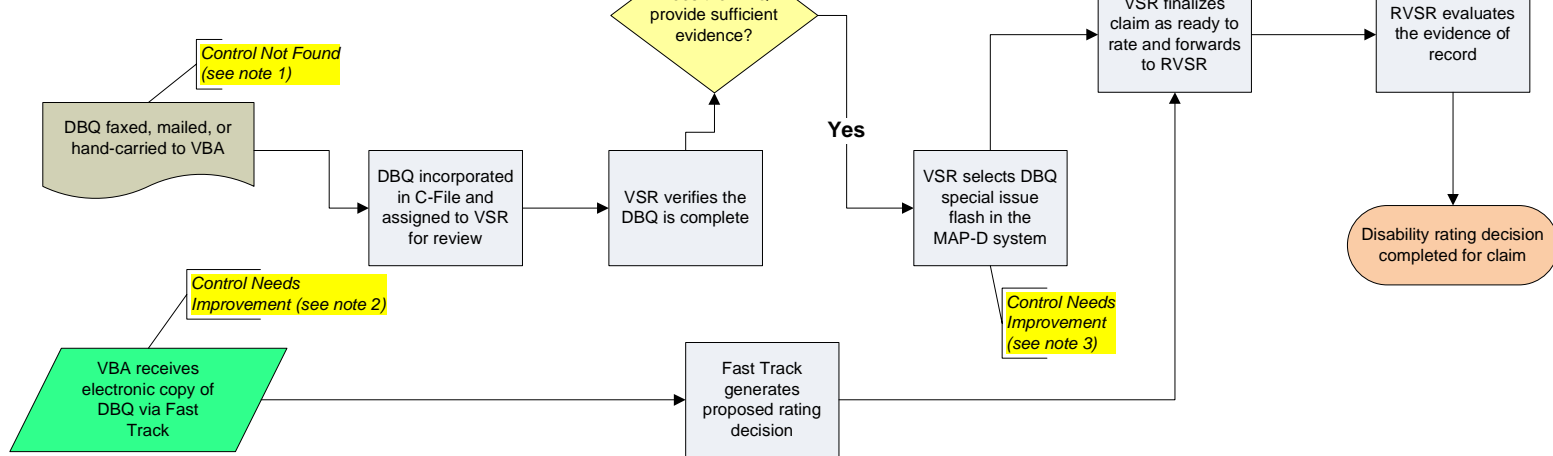 provide sufficient
evidence?
VSR finalizes
claim as ready to
rate and forwards
to RVSR
RVSR evaluates
the evidence of
record
Control Not Found
(see note 1)
DBQ faxed, mailed, or
hand-carried to VBA
Yes
DBQ incorporated
in C-File and
assigned to VSR
for review
VSR verifies the
DBQ is complete
VSR selects DBQ
special issue
flash in the
MAP-D system
Disability rating decision
completed for claim
Control Needs
Improvement (see note 2)
Control Needs
Improvement
(see note 3)
VBA receives
electronic copy of
DBQ via Fast
Track
Fast Track
generates
proposed rating
decision